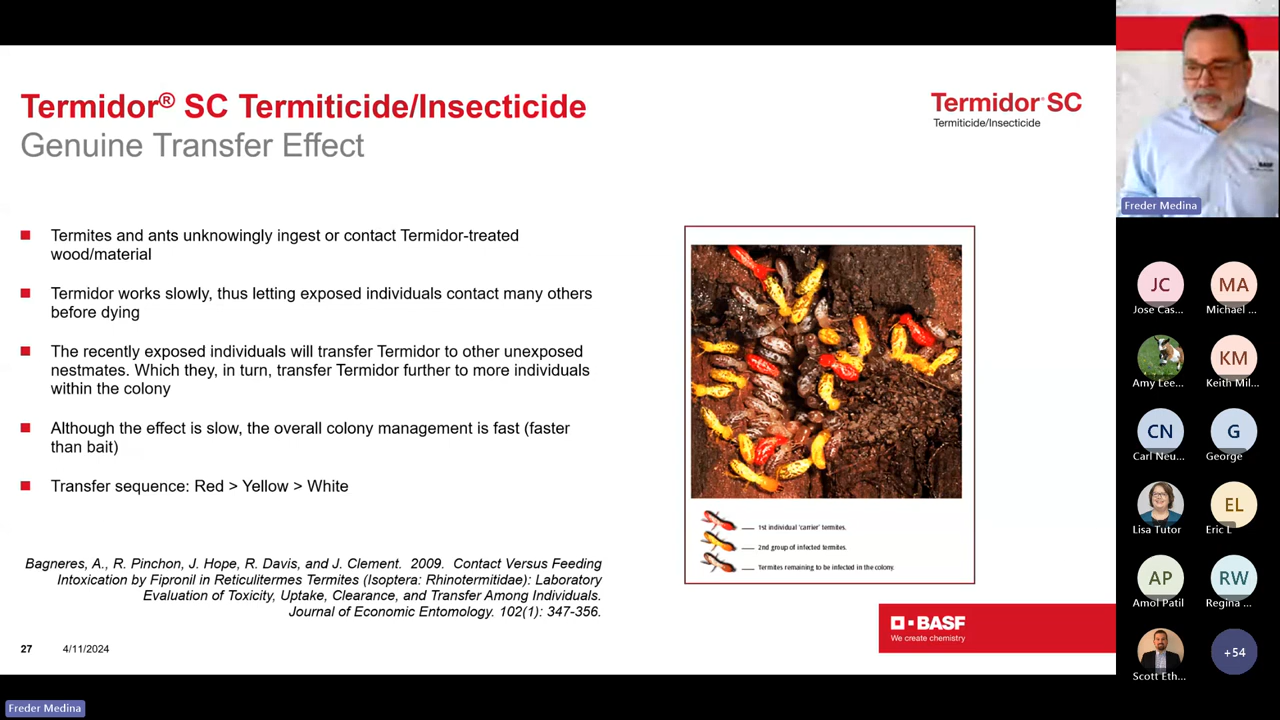 Termidor® SC Termiticide/Insecticide
Genuine Transfer Effect
Termidor® SC
Termiticide/Insecticide
Termites and ants unknowingly ingest or contact Termidor-treated
wood/material
Termidor works slowly, thus letting exposed individuals contact many others
before dying
The recently exposed individuals will transfer Termidor to other unexposed
nestmates. Which they, in turn, transfer Termidor further to more individuals
within the colony
Although the effect is slow, the overall colony management is fast (faster
than bait)
Transfer sequence: Red > Yellow > White
1st individual 'carrier' termites.
2nd group of infected termites.
Termites remaining to be infected in the colony.
Bagneres, A., R. Pinchon, J. Hope, R. Davis, and J. Clement. 2009. Contact Versus Feeding
Intoxication by Fipronil in Reticulitermes Termites (Isoptera: Rhinotermitidae): Laboratory
Evaluation of Toxicity, Uptake, Clearance, and Transfer Among Individuals.
Journal of Economic Entomology. 102(1): 347-356.
BASF
We create chemistry
27 4/11/2024
Freder Medina
JC MA
Jose Cas... Michael ...
KM
Amy Lee... Keith Mil...
CN G
Carl Neu... George
EL
Lisa Tutor Eric L
AP RW
Amol Patil Regina ...
+54
Scott Eth...
Freder Medina